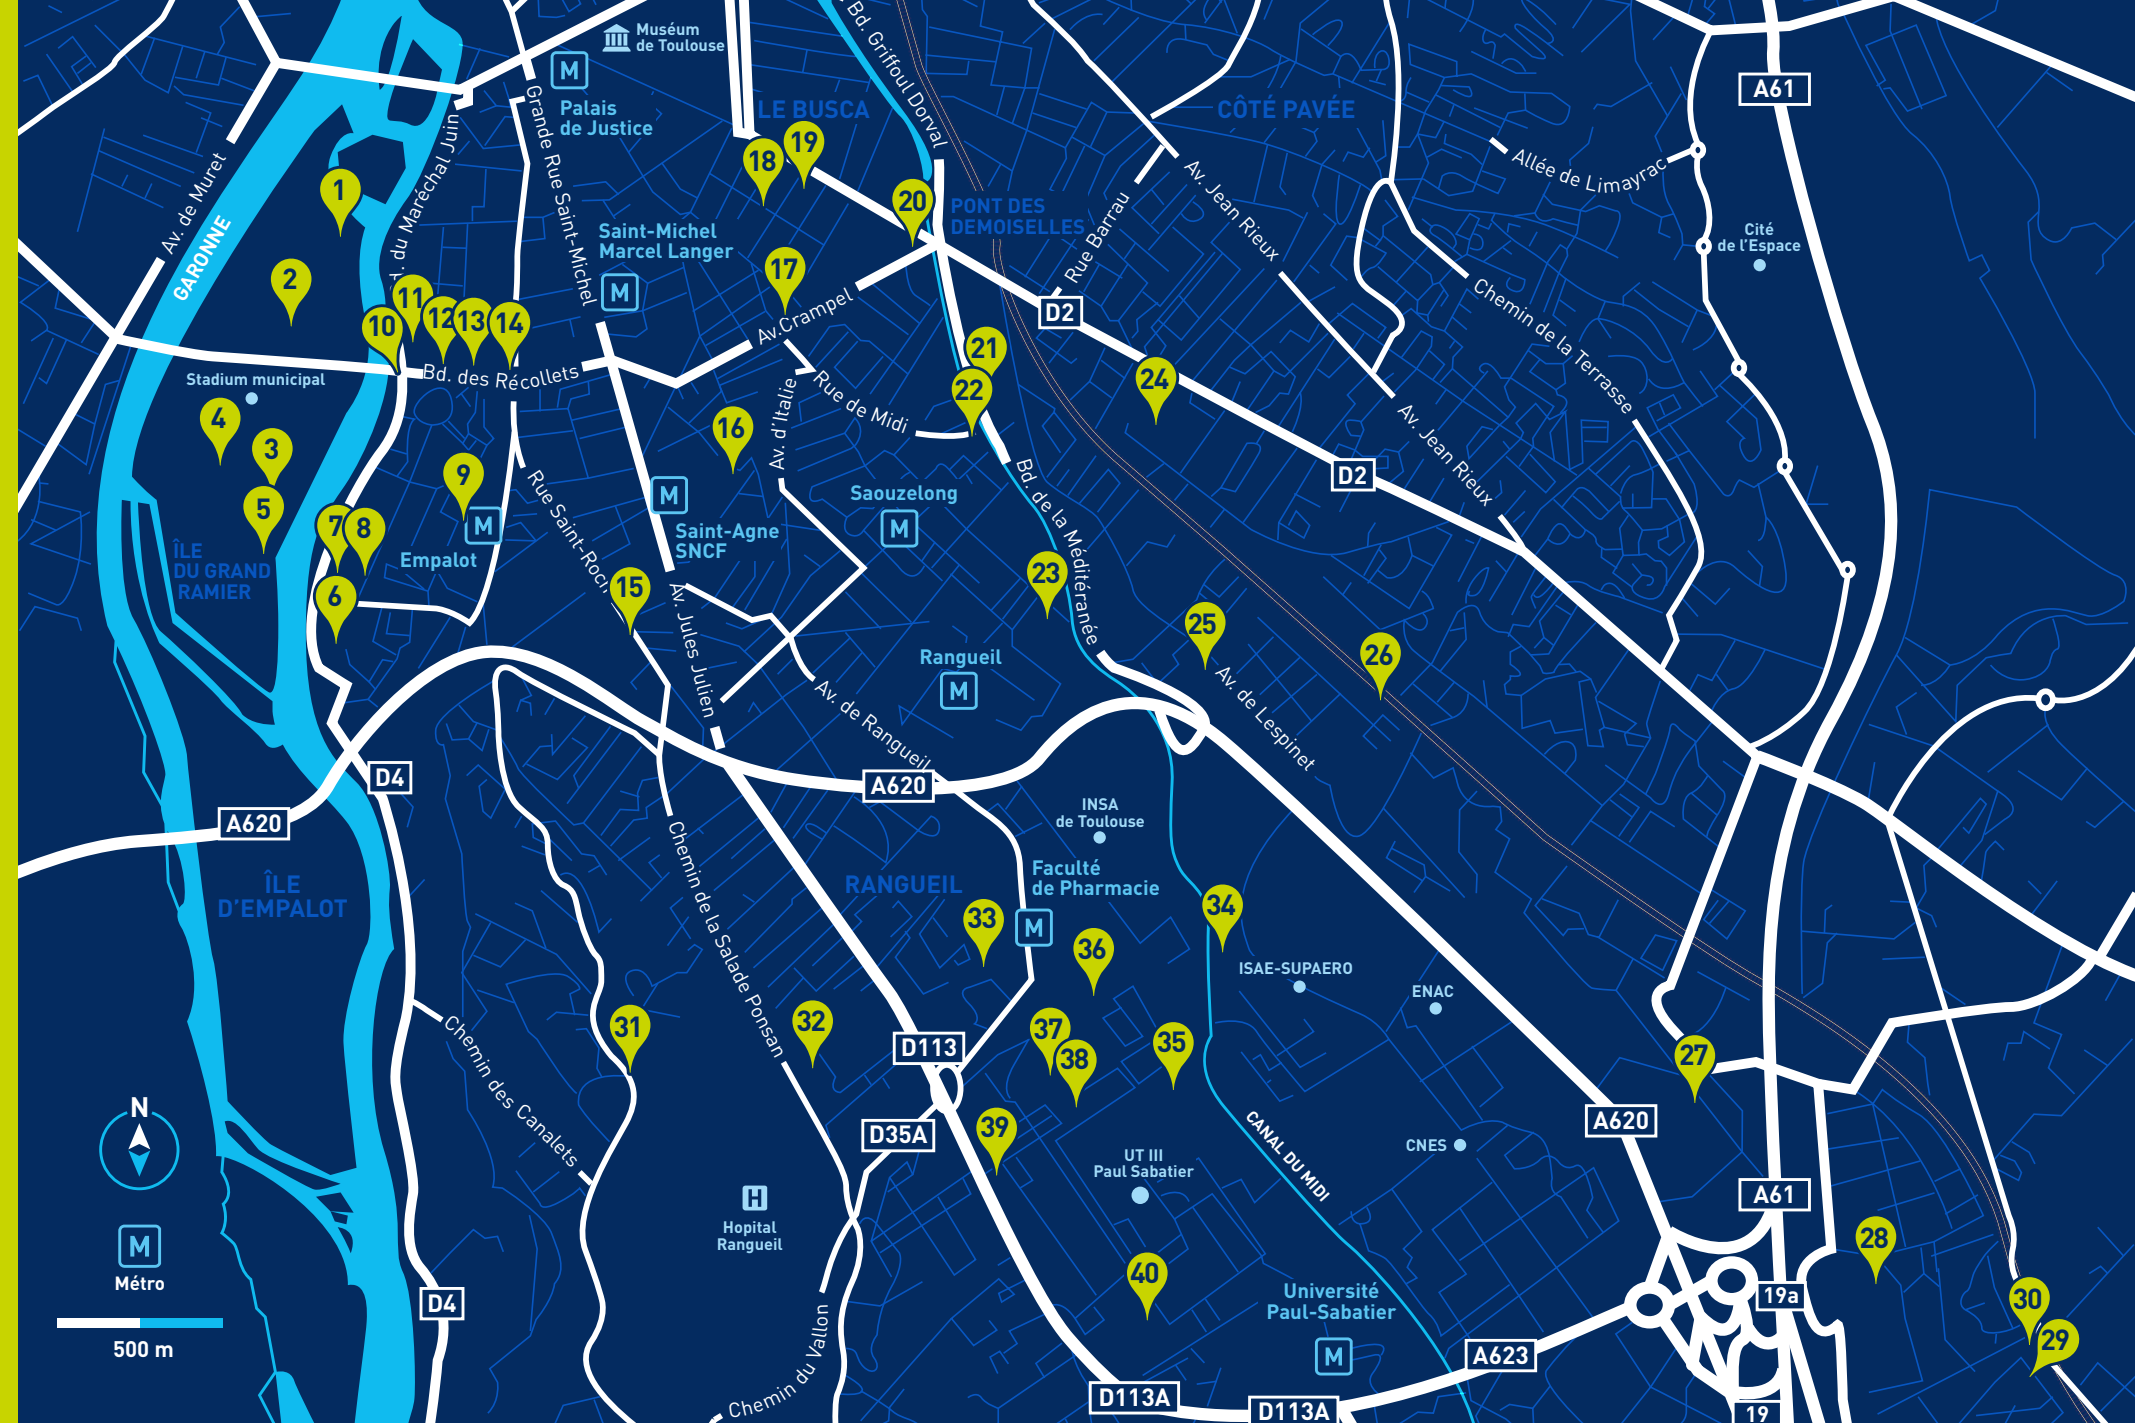 Muséum
de Toulouse
M
Palais
de Justice
LE BUSCA
Bd. Griffoul Dorval
CÔTÉ PAVÉE
A61
Grande Rue Saint-Michel
Av. de Muret
GARONNE
A. du Maréchal Juin
Allée de Limayrac
Av. Jean Rieux
Rue Barrau
PONT DES
DEMOISELLES
Cité
de l'Espace
Saint-Michel
Marcel Langer
M
1
2
18
19
20
17
11
12
13
14
10
Av.Crampel
D2
Chemin de la Terrasse
Bd. des Récollets
Stadium municipal
Rue de Midi
Av. d'Italie
21
22
24
4
3
5
16
9
Av. Jean Rieux
D2
M
Empalot
Rue Saint-Roch
M
Saint-Agne
SNCF
Saouzelong
M
Bd. de la Méditéranée
7
8
6
ÎLE
DU GRAND
RAMIER
15
23
25
26
Av. Jules Julien
Rangueil
M
Av. de Rangueil
Av. de Lespinet
D4
A620
A620
INSA
de Toulouse
Chemin de la Salade Ponsan
ÎLE
D'EMPALOT
RANGUEIL
Faculté
de Pharmacie
M
33
34
36
ISAE-SUPAERO
ENAC
31
32
37
38
35
27
Chemin des Canalets
D113
D35A
39
A620
CANAL DU MIDI
CNES
UT III
Paul Sabatier
N
H
Hopital
Rangueil
A61
28
M
Métro
40
Université
Paul-Sabatier
M
19a
30
29
D4
500 m
Chemin du Vallon
A623
D113A
D113A
19